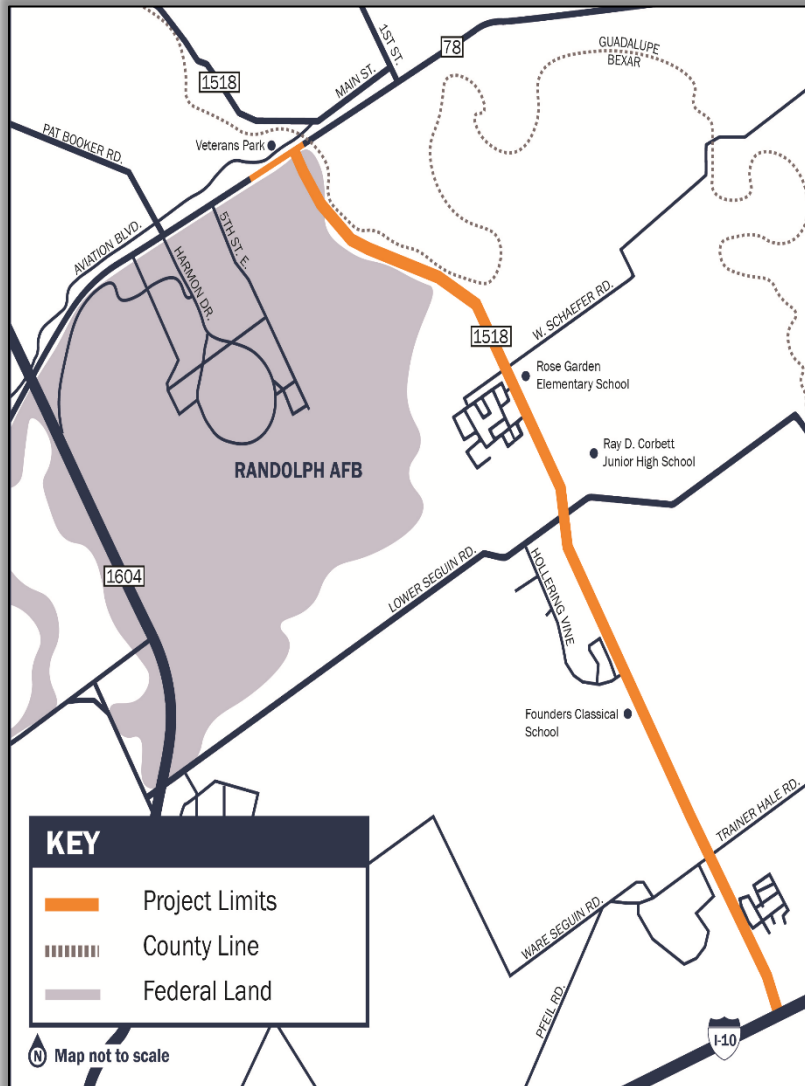 1ST ST.
78
GUADALUPE
BEXAR
1518
MAIN ST.
PAT BOOKER RD.
Veterans Park
AVIATION BLVD.
5TH ST. E.
HARMON DR.
W. SCHAEFER RD.
1518
Rose Garden
Elementary School
Ray D. Corbett
Junior High School
RANDOLPH AFB
1604
LOWER SEGUIN RD.
HOLLERING VINE
Founders Classical
School
TRAINER HALE RD.
WARE SEGUIN RD.
PFEIL RD.
I-10
KEY
Project Limits
County Line
Federal Land
N Map not to scale